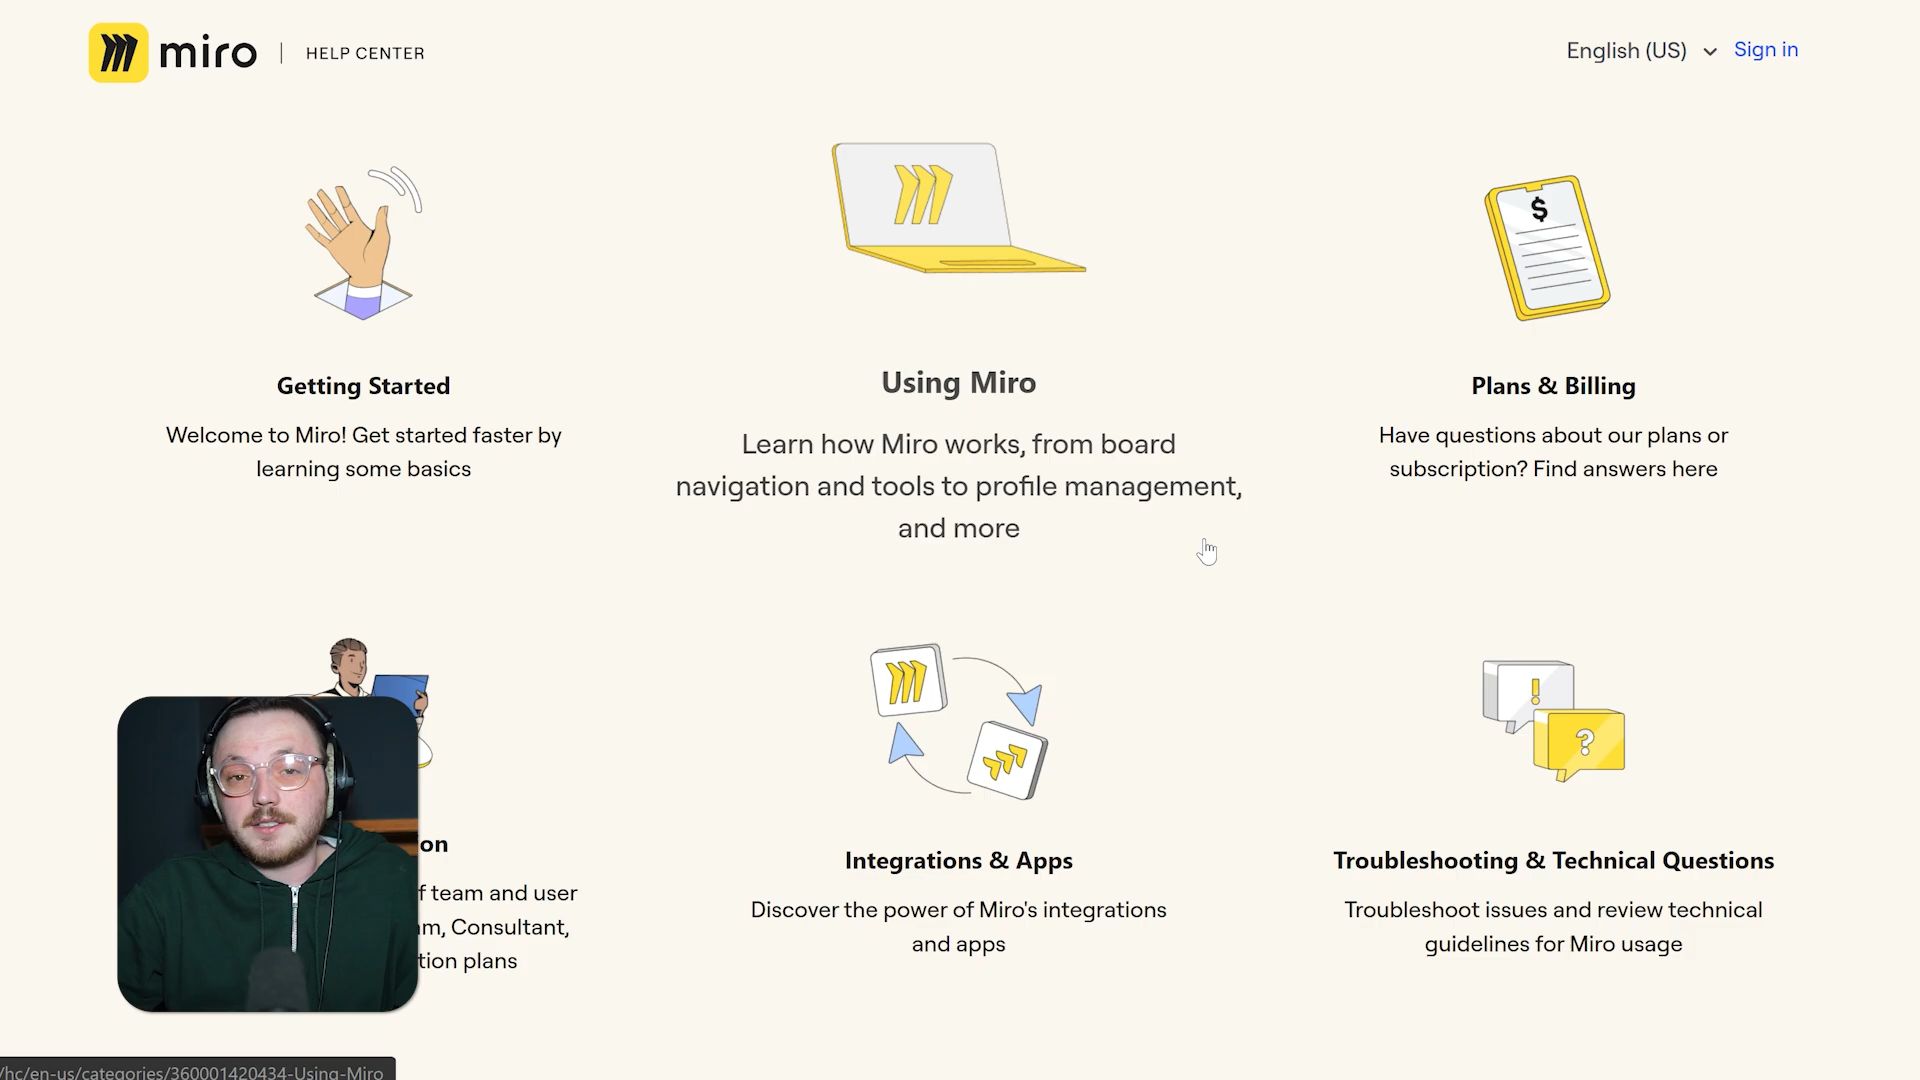 miro | HELP CENTER
English (US)
Sign in
$
Getting Started
Welcome to Miro! Get started faster by
learning some basics
Using Miro
Learn how Miro works, from board
navigation and tools to profile management,
and more
Plans & Billing
Have questions about our plans or
subscription? Find answers here
on
f team and user
m, Consultant,
tion plans
Integrations & Apps
Discover the power of Miro's integrations
and apps
!
?
Troubleshooting & Technical Questions
Troubleshoot issues and review technical
guidelines for Miro usage
/hc/en-us/categories/360001420434-Using-Miro